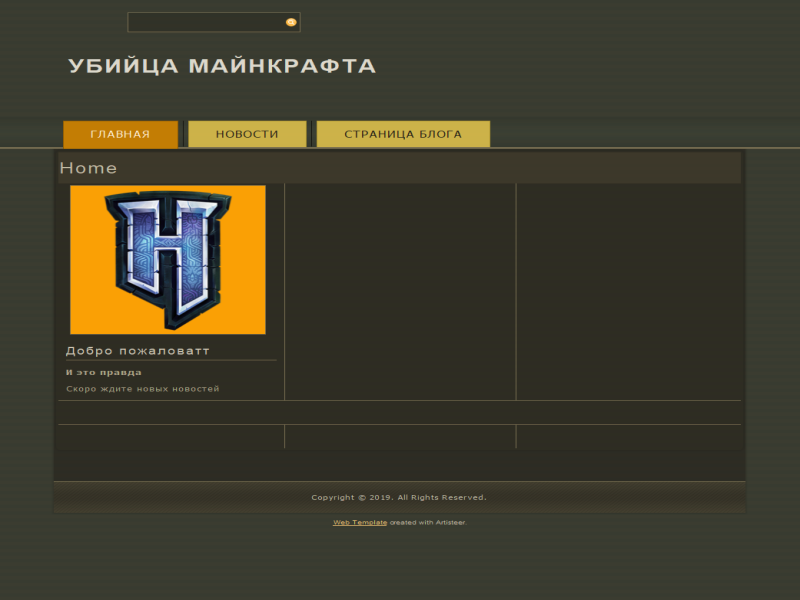 УБИЙЦА МАЙНКРАФТА
ГЛАВНАЯ
НОВОСТИ
СТРАНИЦА БЛОГА
Home
H
Добро пожаловатт
И это правда
Скоро ждите новых новостей
Copyright © 2019. All Rights Reserved.
Web Template created with Artisteer.